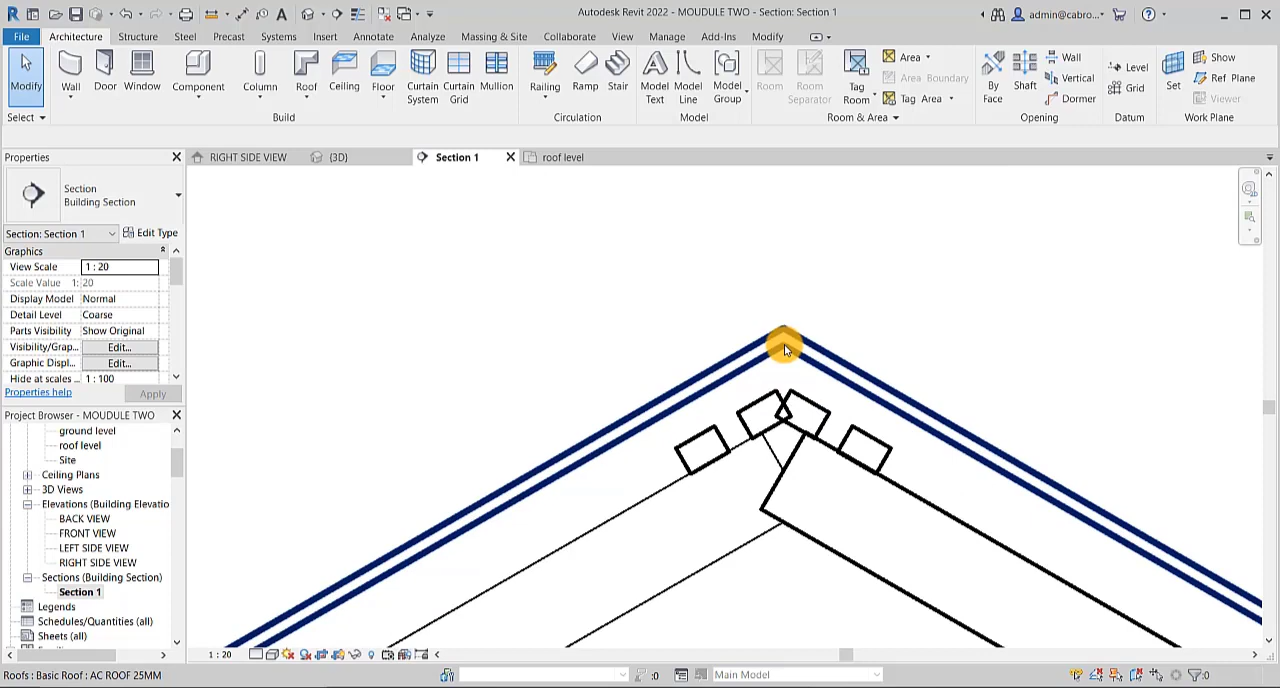 Autodesk Revit 2022 - MOUDULE TWO - Section: Section 1
admin@cabro...
File Architecture Structure Steel Precast Systems Insert Annotate Analyze Massing & Site Collaborate View Manage Add-Ins Modify
Modify Wall Door Window Component Column Roof Ceiling Floor Curtain System Curtain Grid Mullion Railing Ramp Stair Model Text Model Line Model Group Room Room Separator Tag Room Area Area Boundary Tag Area By Face Shaft Wall Vertical Dormer Level Grid Set Show Ref Plane Viewer
Select Build Circulation Model Room & Area Opening Datum Work Plane
Properties
RIGHT SIDE VIEW (3D) Section 1 roof level
Section
Building Section
Section: Section 1 Edit Type
Graphics
View Scale 1 : 20
Scale Value 1: 20
Display Model Normal
Detail Level Coarse
Parts Visibility Show Original
Visibility/Grap... Edit...
Graphic Displ... Edit...
Hide at scales ... 1 : 100
Properties help Apply
Project Browser - MOUDULE TWO
ground level
roof level
Site
Ceiling Plans
3D Views
Elevations (Building Elevatio
BACK VIEW
FRONT VIEW
LEFT SIDE VIEW
RIGHT SIDE VIEW
Sections (Building Section)
Section 1
Legends
Schedules/Quantities (all)
Sheets (all)
1 : 20
Roofs : Basic Roof : AC ROOF 25MM
:0
Main Model
:0